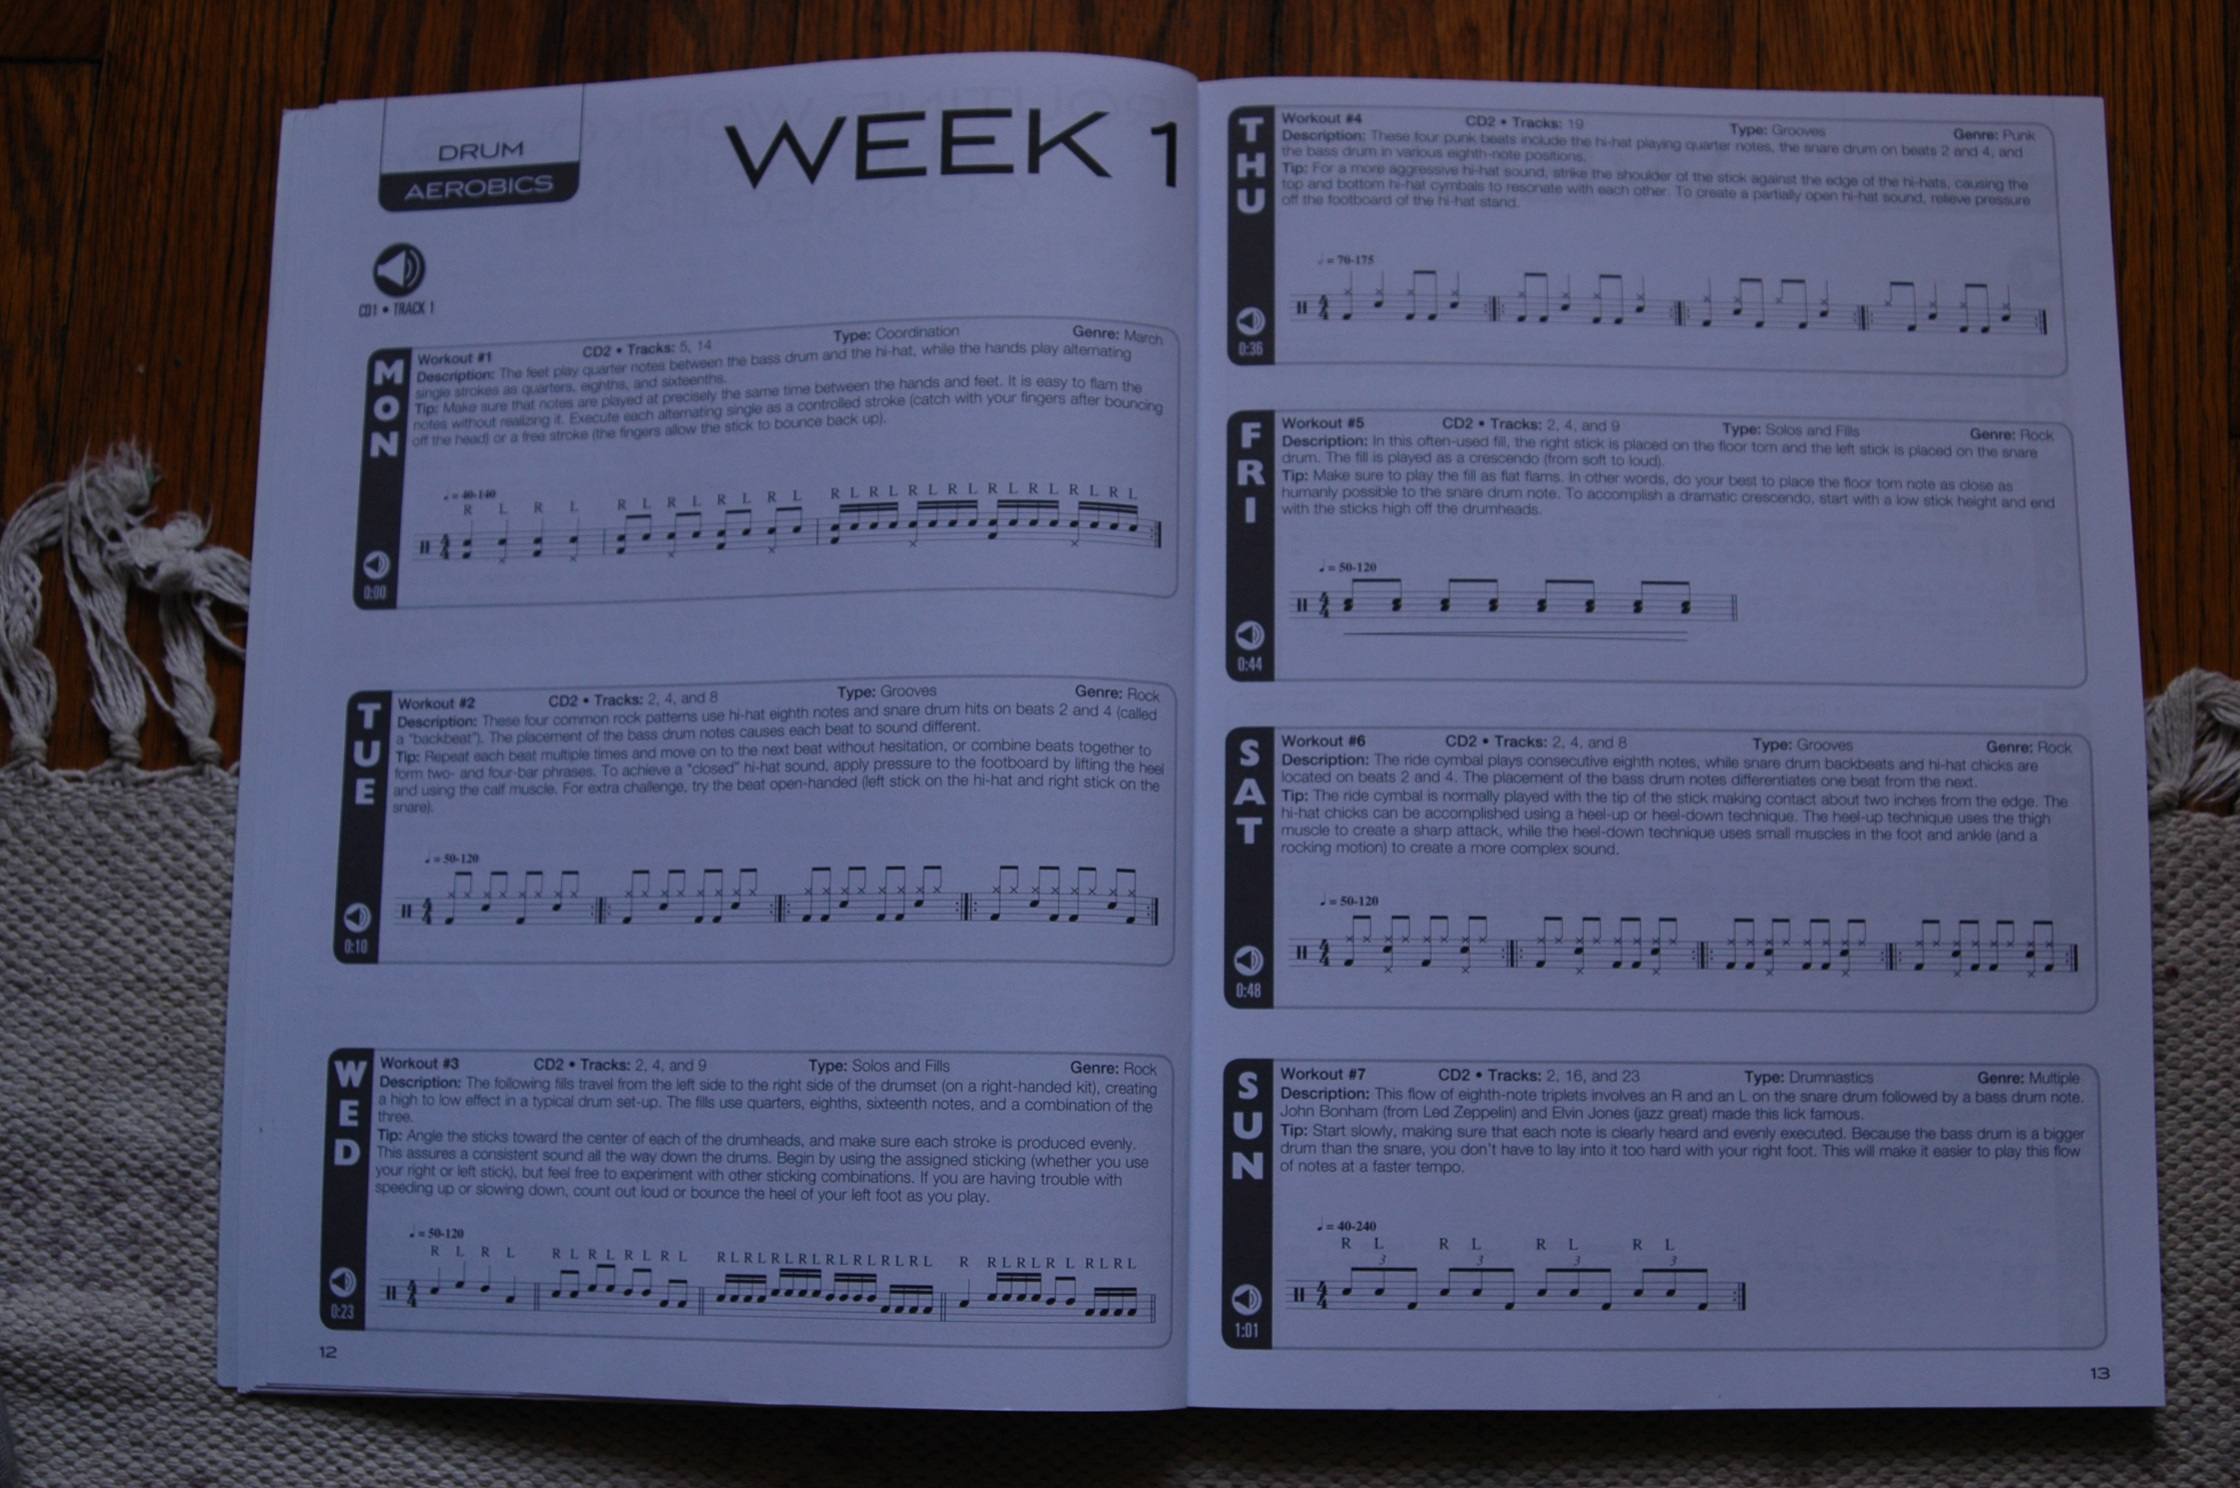 DRUM
AEROBICS
WEEK 1
CD1 • TRACK 1
MON
Workout #1 CD2 • Tracks: 5, 14 Type: Coordination Genre: March
Description: The feet play quarter notes between the bass drum and the hi-hat, while the hands play alternating
single strokes as quarters, eighths, and sixteenths.
Tip: Make sure that notes are played at precisely the same time between the hands and feet. It is easy to flam the
notes without realizing it. Execute each alternating single as a controlled stroke (catch with your fingers after bouncing
off the head) or a free stroke (the fingers allow the stick to bounce back up).
♩ = 40-140
R L R L R L R L R L R L R L R L R L R L R L R L R L R L
4
4
0:00
TUE
Workout #2 CD2 • Tracks: 2, 4, and 8 Type: Grooves Genre: Rock
Description: These four common rock patterns use hi-hat eighth notes and snare drum hits on beats 2 and 4 (called
a "backbeat"). The placement of the bass drum notes causes each beat to sound different.
Tip: Repeat each beat multiple times and move on to the next beat without hesitation, or combine beats together to
form two- and four-bar phrases. To achieve a "closed" hi-hat sound, apply pressure to the footboard by lifting the heel
and using the calf muscle. For extra challenge, try the beat open-handed (left stick on the hi-hat and right stick on the
snare).
♩ = 50-120
4
4
0:10
WED
Workout #3 CD2 • Tracks: 2, 4, and 9 Type: Solos and Fills Genre: Rock
Description: The following fills travel from the left side to the right side of the drumset (on a right-handed kit), creating
a high to low effect in a typical drum set-up. The fills use quarters, eighths, sixteenth notes, and a combination of the
three.
Tip: Angle the sticks toward the center of each of the drumheads, and make sure each stroke is produced evenly.
This assures a consistent sound all the way down the drums. Begin by using the assigned sticking (whether you use
your right or left stick), but feel free to experiment with other sticking combinations. If you are having trouble with
speeding up or slowing down, count out loud or bounce the heel of your left foot as you play.
♩ = 50-120
R L R L R L R L R L R L R L R L R L R L R L R L R L R L R R L R L R L R L R L
4
4
0:23
12
THU
Workout #4 CD2 • Tracks: 19 Type: Grooves Genre: Punk
Description: These four punk beats include the hi-hat playing quarter notes, the snare drum on beats 2 and 4, and
the bass drum in various eighth-note positions.
Tip: For a more aggressive hi-hat sound, strike the shoulder of the stick against the edge of the hi-hats, causing the
top and bottom hi-hat cymbals to resonate with each other. To create a partially open hi-hat sound, relieve pressure
off the footboard of the hi-hat stand.
♩ = 70-175
4
4
0:36
FRI
Workout #5 CD2 • Tracks: 2, 4, and 9 Type: Solos and Fills Genre: Rock
Description: In this often-used fill, the right stick is placed on the floor tom and the left stick is placed on the snare
drum. The fill is played as a crescendo (from soft to loud).
Tip: Make sure to play the fill as flat flams. In other words, do your best to place the floor tom note as close as
humanly possible to the snare drum note. To accomplish a dramatic crescendo, start with a low stick height and end
with the sticks high off the drumheads.
♩ = 50-120
4
4
0:44
SAT
Workout #6 CD2 • Tracks: 2, 4, and 8 Type: Grooves Genre: Rock
Description: The ride cymbal plays consecutive eighth notes, while snare drum backbeats and hi-hat chicks are
located on beats 2 and 4. The placement of the bass drum notes differentiates one beat from the next.
Tip: The ride cymbal is normally played with the tip of the stick making contact about two inches from the edge. The
hi-hat chicks can be accomplished using a heel-up or heel-down technique. The heel-up technique uses the thigh
muscle to create a sharp attack, while the heel-down technique uses small muscles in the foot and ankle (and a
rocking motion) to create a more complex sound.
♩ = 50-120
4
4
0:48
SUN
Workout #7 CD2 • Tracks: 2, 16, and 23 Type: Drumnastics Genre: Multiple
Description: This flow of eighth-note triplets involves an R and an L on the snare drum followed by a bass drum note.
John Bonham (from Led Zeppelin) and Elvin Jones (jazz great) made this lick famous.
Tip: Start slowly, making sure that each note is clearly heard and evenly executed. Because the bass drum is a bigger
drum than the snare, you don't have to lay into it too hard with your right foot. This will make it easier to play this flow
of notes at a faster tempo.
♩ = 40-240
R L R L R L R L
3 3 3 3
4
4
1:01
13